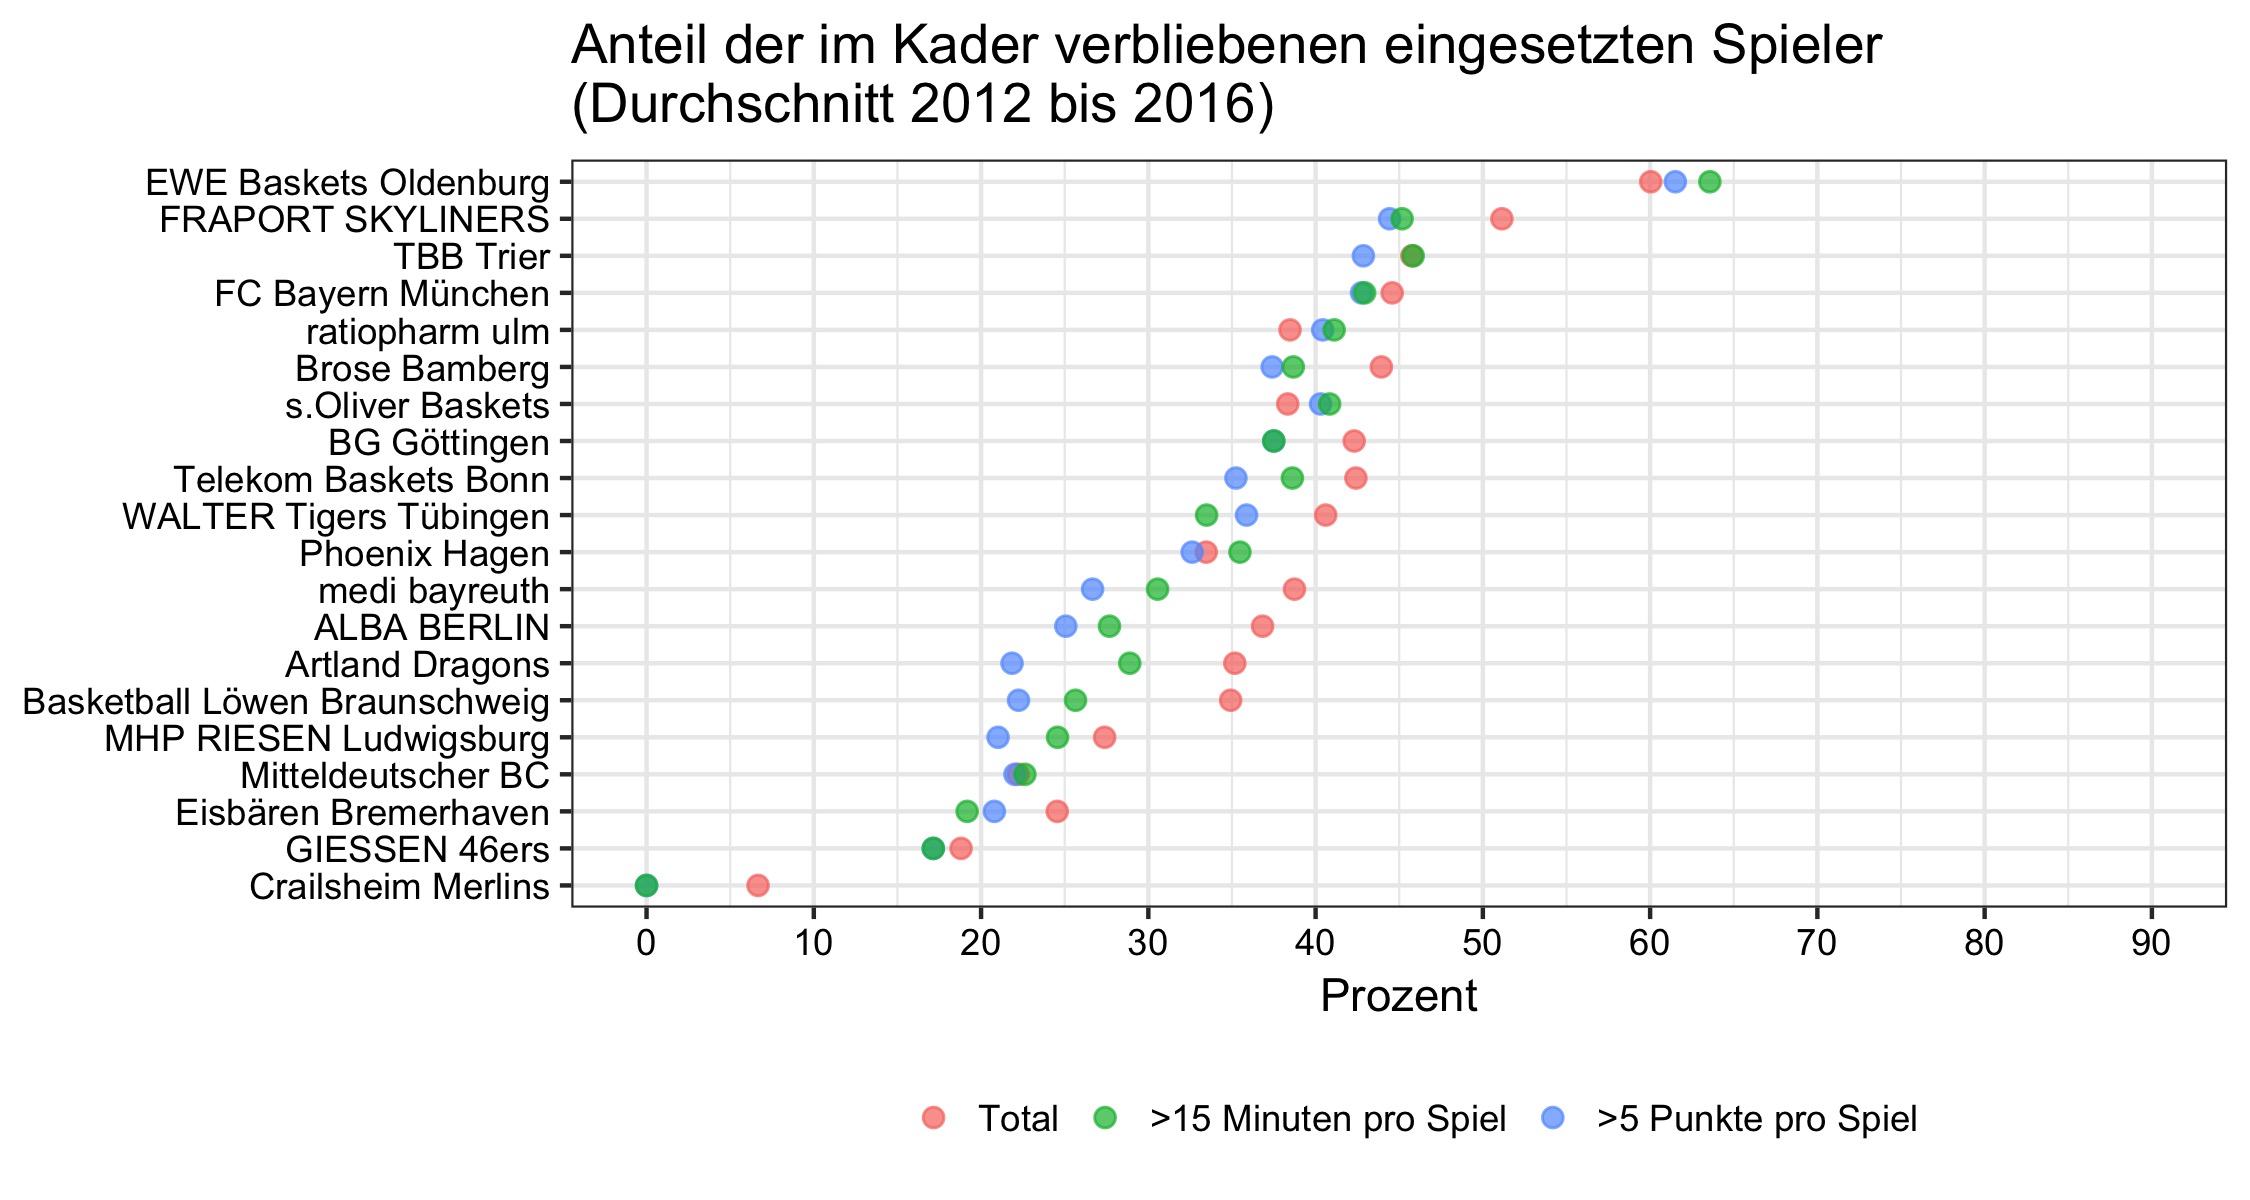 Anteil der im Kader verbliebenen eingesetzten Spieler
(Durchschnitt 2012 bis 2016)
EWE Baskets Oldenburg
FRAPORT SKYLINERS
TBB Trier
FC Bayern München
ratiopharm ulm
Brose Bamberg
s.Oliver Baskets
BG Göttingen
Telekom Baskets Bonn
WALTER Tigers Tübingen
Phoenix Hagen
medi bayreuth
ALBA BERLIN
Artland Dragons
Basketball Löwen Braunschweig
MHP RIESEN Ludwigsburg
Mitteldeutscher BC
Eisbären Bremerhaven
GIESSEN 46ers
Crailsheim Merlins
0 10 20 30 40 50 60 70 80 90
Prozent
Total >15 Minuten pro Spiel >5 Punkte pro Spiel